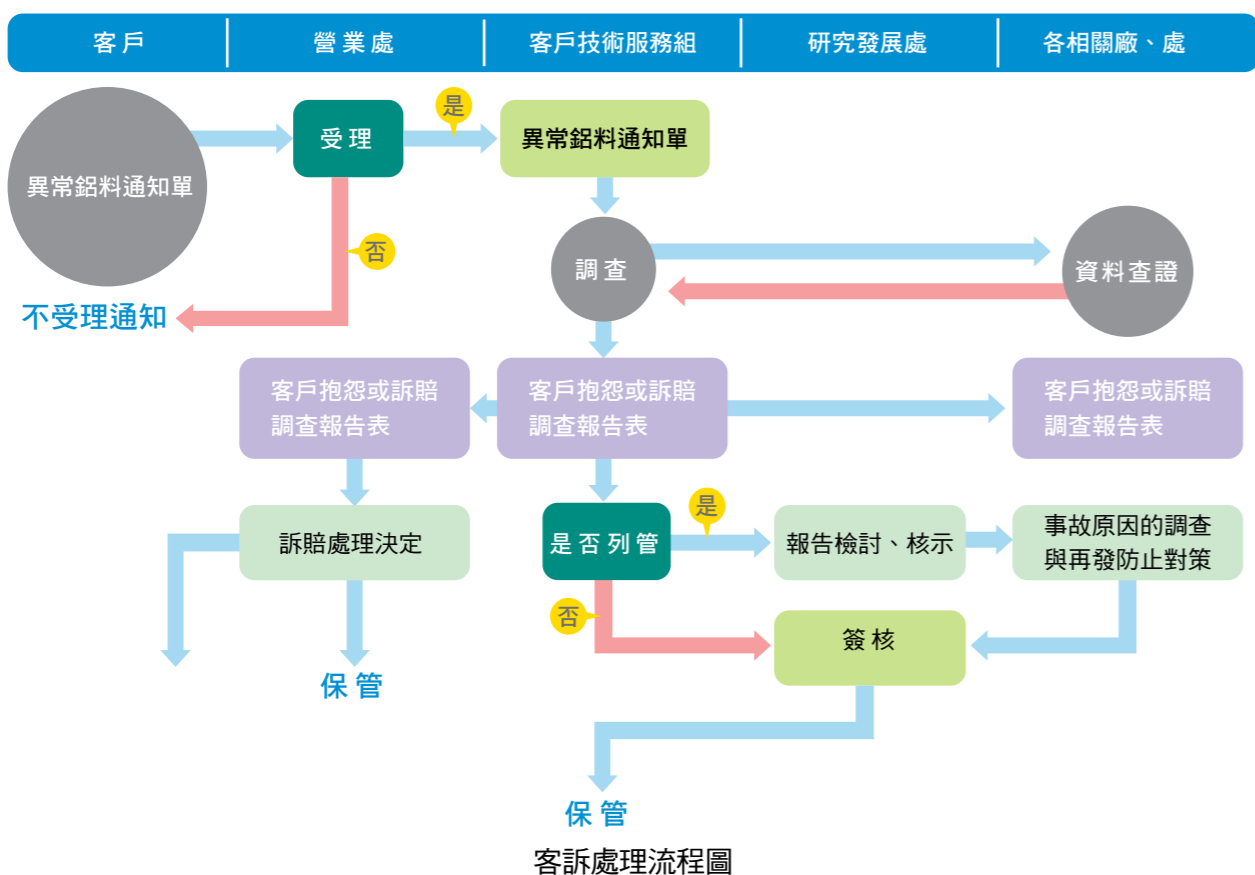 客戶
營業處
客戶技術服務組
研究發展處
各相關廠、處
異常鋁料通知單
受理
是
異常鋁料通知單
否
不受理通知
調查
資料查證
客戶抱怨或訴賠
調查報告表
客戶抱怨或訴賠
調查報告表
客戶抱怨或訴賠
調查報告表
訴賠處理決定
是否列管
是
報告檢討、核示
事故原因的調查
與再發防止對策
否
簽核
保管
保管
客訴處理流程圖